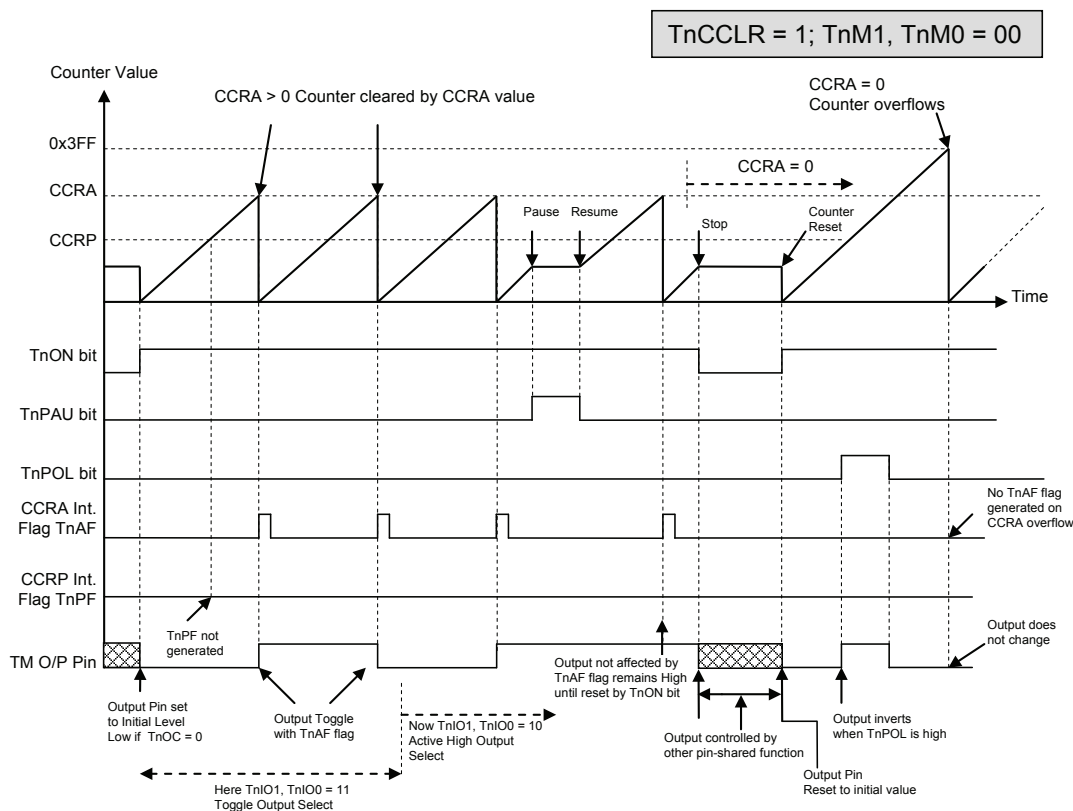 TnCCLR = 1; TnM1, TnM0 = 00
Counter Value
CCRA > 0 Counter cleared by CCRA value
CCRA = 0
Counter overflows
0x3FF
CCRA = 0
CCRA
Pause
Resume
Stop
Counter
Reset
CCRP
Time
TnON bit
TnPAU bit
TnPOL bit
CCRA Int.
Flag TnAF
No TnAF flag
generated on
CCRA overflow
CCRP Int.
Flag TnPF
TnPF not
generated
Output does
not change
TM O/P Pin
Output not affected by
TnAF flag remains High
until reset by TnON bit
Output Pin set
to Initial Level
Low if TnOC = 0
Output Toggle
with TnAF flag
Now TnIO1, TnIO0 = 10
Active High Output
Select
Output controlled by
other pin-shared function
Output inverts
when TnPOL is high
Output Pin
Reset to initial value
Here TnIO1, TnIO0 = 11
Toggle Output Select